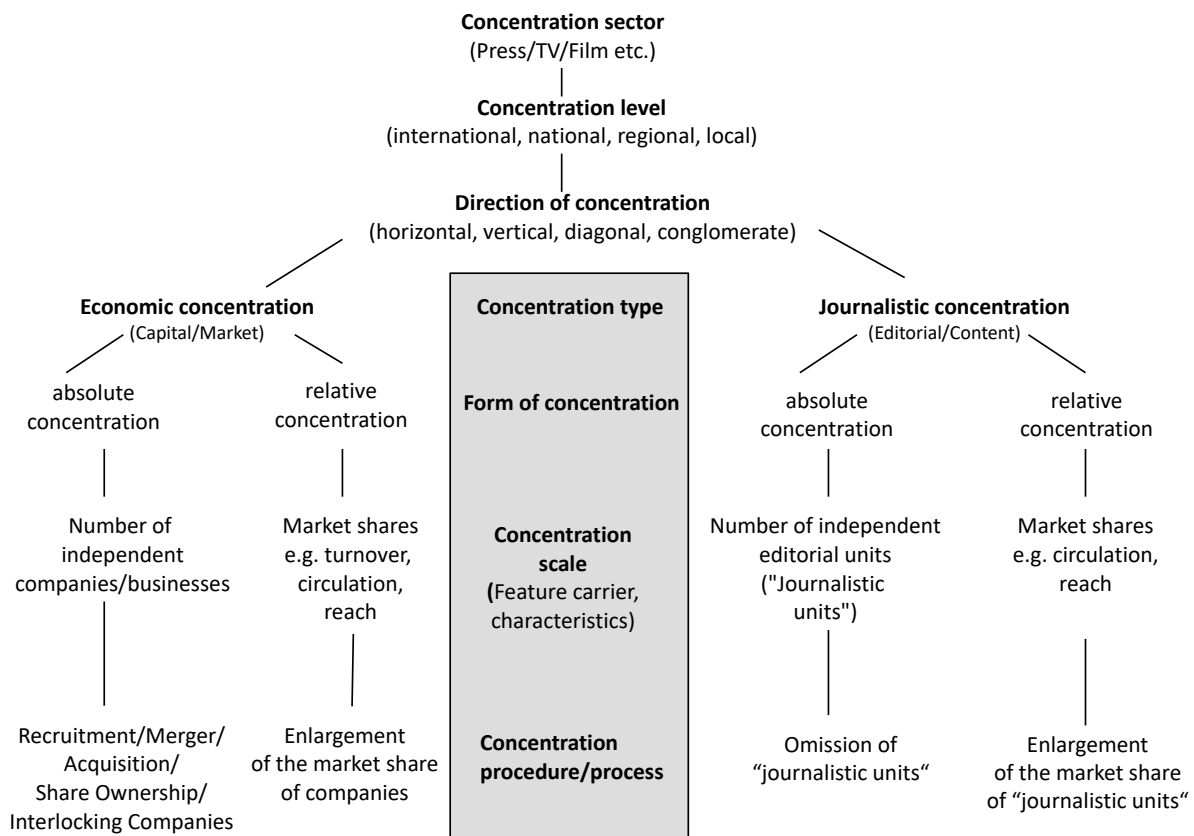 Concentration sector
(Press/TV/Film etc.)
Concentration level
(international, national, regional, local)
Direction of concentration
(horizontal, vertical, diagonal, conglomerate)
Economic concentration
(Capital/Market)
Concentration type
Journalistic concentration
(Editorial/Content)
absolute
concentration
relative
concentration
Form of concentration
absolute
concentration
relative
concentration
Number of
independent
companies/businesses
Market shares
e.g. turnover,
circulation,
reach
Concentration
scale
(Feature carrier,
characteristics)
Number of independent
editorial units
("Journalistic
units")
Market shares
e.g. circulation,
reach
Recruitment/Merger/
Acquisition/
Share Ownership/
Interlocking Companies
Enlargement
of the market share
of companies
Concentration
procedure/process
Omission of
“journalistic units“
Enlargement
of the market share
of “journalistic units“